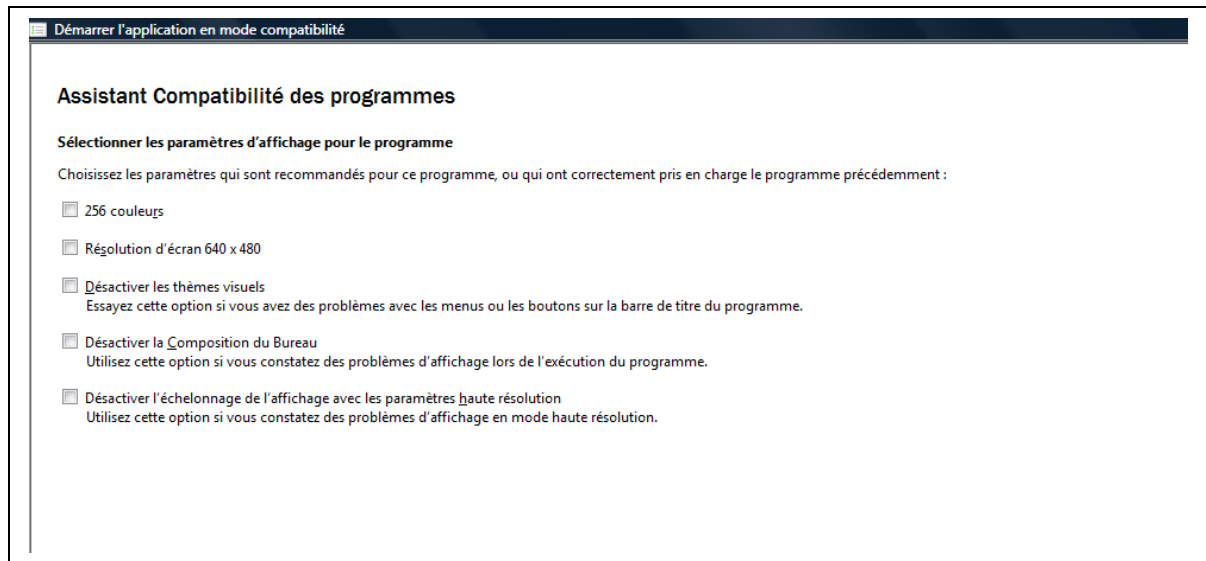 Démarrer l'application en mode compatibilité
Assistant Compatibilité des programmes
Sélectionner les paramètres d'affichage pour le programme
Choisissez les paramètres qui sont recommandés pour ce programme, ou qui ont correctement pris en charge le programme précédemment :
256 couleurs
Résolution d'écran 640 x 480
Désactiver les thèmes visuels
Essayez cette option si vous avez des problèmes avec les menus ou les boutons sur la barre de titre du programme.
Désactiver la Composition du Bureau
Utilisez cette option si vous constatez des problèmes d'affichage lors de l'exécution du programme.
Désactiver l'échelonnage de l'affichage avec les paramètres haute résolution
Utilisez cette option si vous constatez des problèmes d'affichage en mode haute résolution.